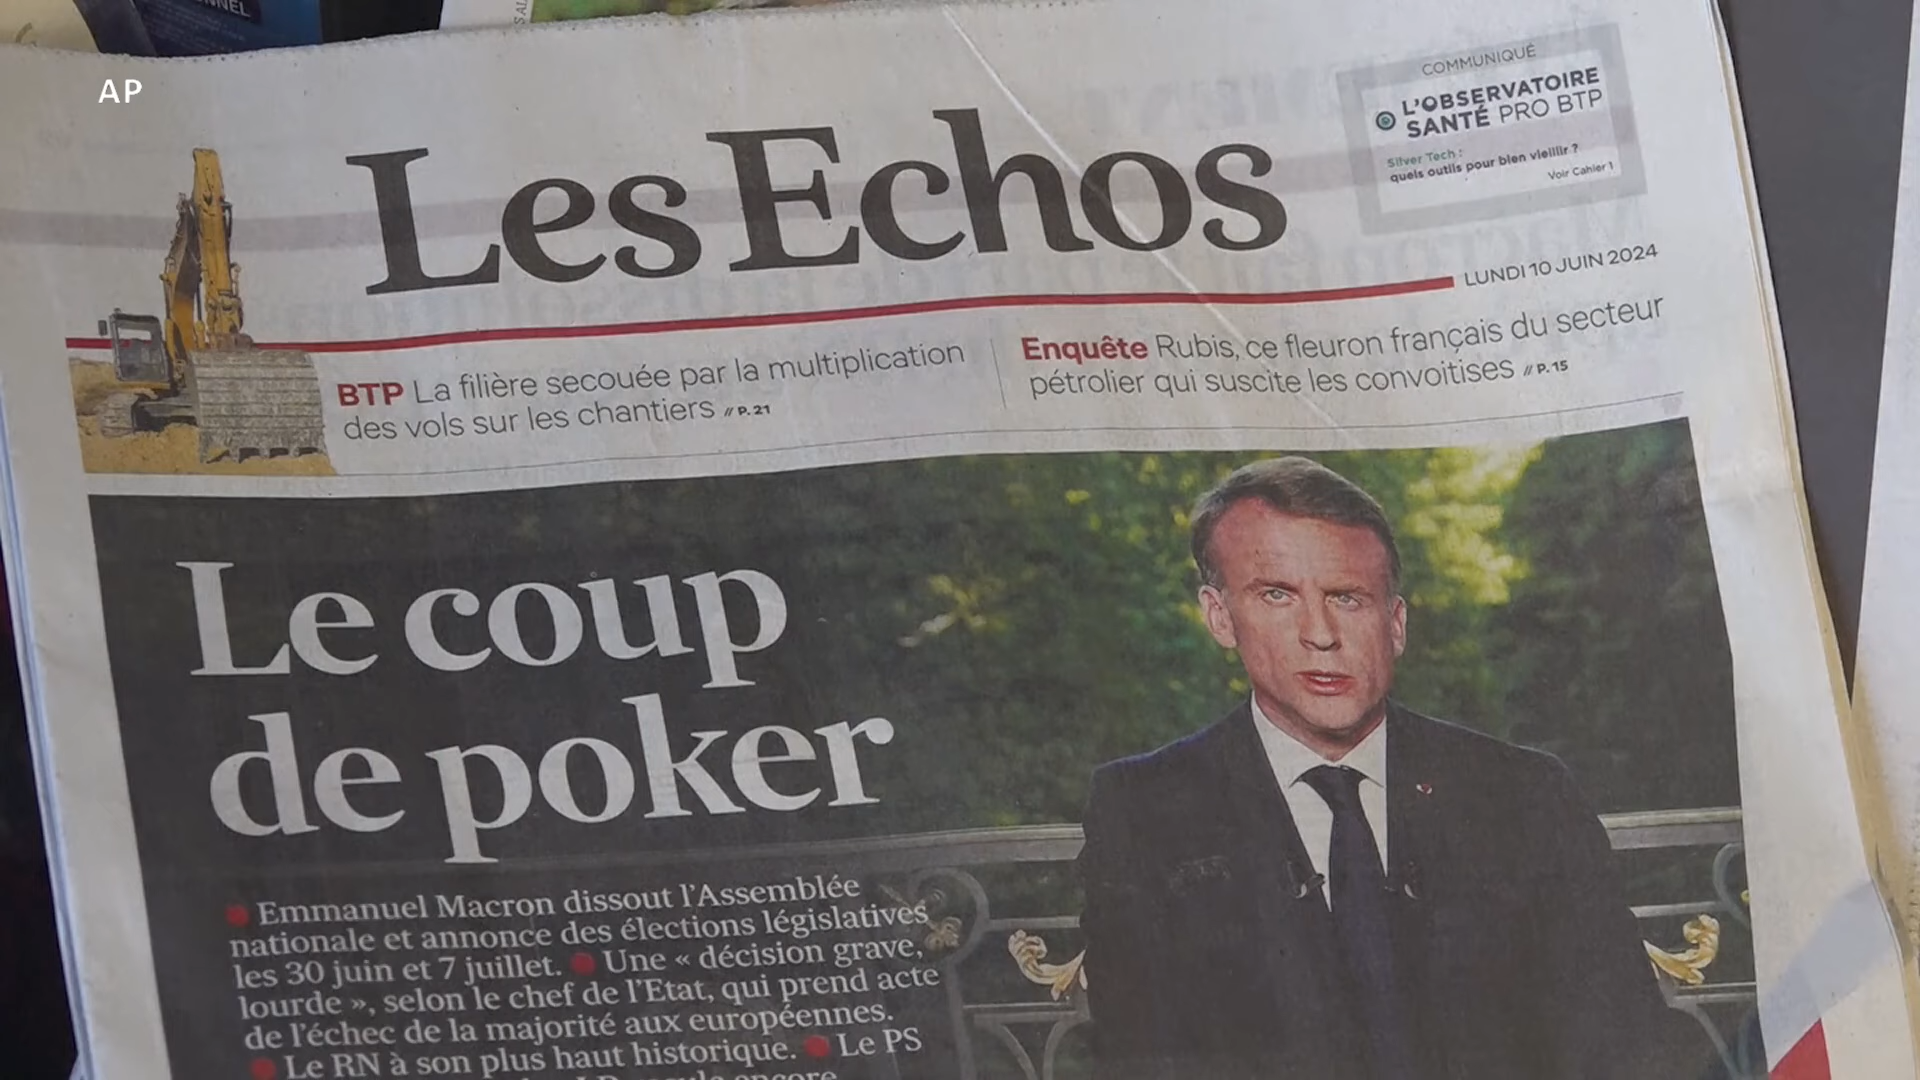 NNEL
AP
COMMUNIQUÉ
L'OBSERVATOIRE
SANTÉ PRO BTP
Silver Tech :
quels outils pour bien vieillir ?
Voir Cahier 1
Les Echos
LUNDI 10 JUIN 2024
BTP La filière secouée par la multiplication
des vols sur les chantiers // P. 21
Enquête Rubis, ce fleuron français du secteur
pétrolier qui suscite les convoitises // P. 15
Le coup
de poker
Emmanuel Macron dissout l'Assemblée
nationale et annonce des élections législatives
les 30 juin et 7 juillet. Une « décision grave,
lourde », selon le chef de l'Etat, qui prend acte
de l'échec de la majorité aux européennes.
Le RN à son plus haut historique. Le PS
encore